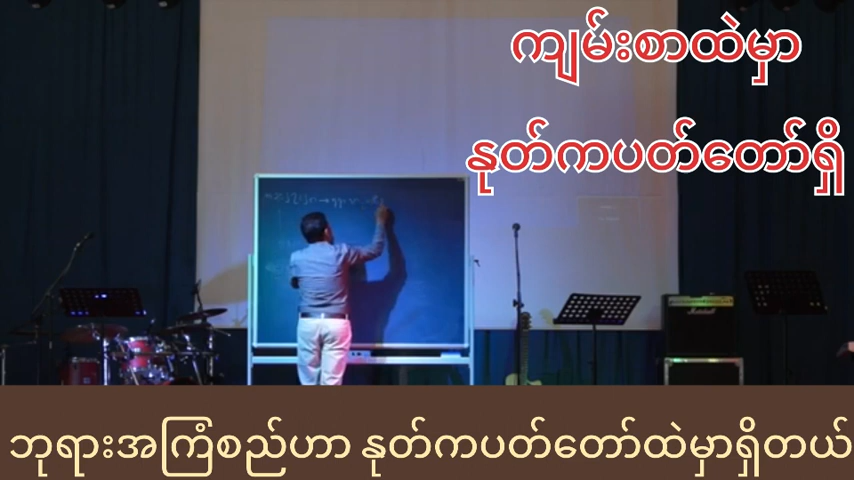 ကျမ်းစာထဲမှာ
နုတ်ကပတ်တော်ရှိ
ဘုရားအကြံစည်ဟာ နုတ်ကပတ်တော်ထဲမှာရှိတယ်